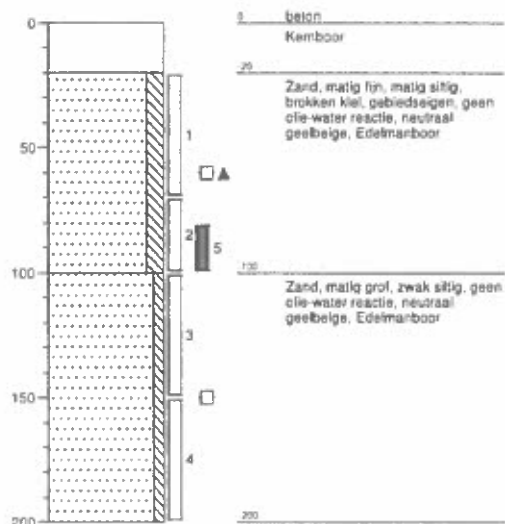 0
0
beton
Kernboor
-20
Zand, matig fijn, matig siltig,
brokken klei, gebiedseigen, geen
olie-water reactie, neutraal
geelbeige, Edelmanboor
1
50
2
5
100
-100
Zand, matig grof, zwak siltig, geen
olie-water reactie, neutraal
geelbeige, Edelmanboor
3
150
4
200
-200